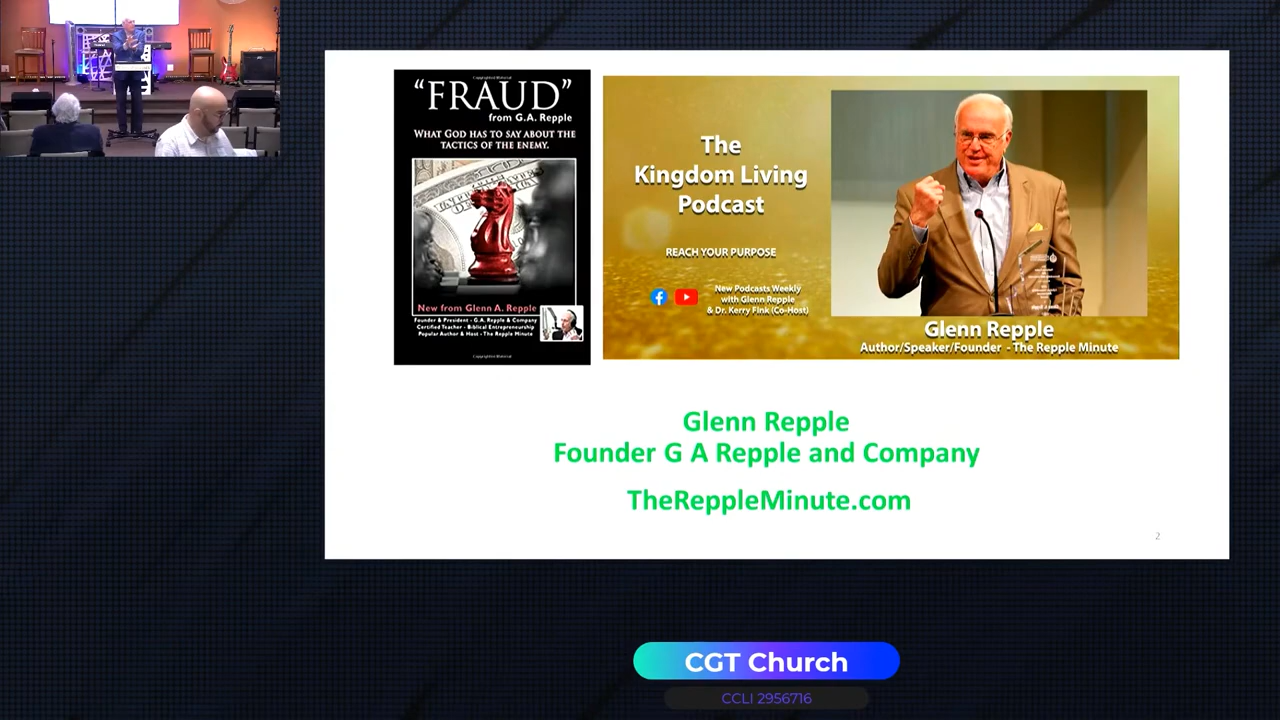 "FRAUD"
from G.A. Repple
WHAT GOD HAS TO SAY ABOUT THE
TACTICS OF THE ENEMY.
New from Glenn A. Repple
Founder & President - G.A. Repple & Company
Certified Teacher - Biblical Entrepreneurship
Popular Author & Host - The Repple Minute
Copyrighted Material
The
Kingdom Living
Podcast
REACH YOUR PURPOSE
New Podcasts Weekly
with Glenn Repple
& Dr. Kerry Fink (Co-Host)
Glenn Repple
Author/Speaker/Founder - The Repple Minute
Glenn Repple
Founder G A Repple and Company
TheReppleMinute.com
2
CGT Church
CCLI 2956716